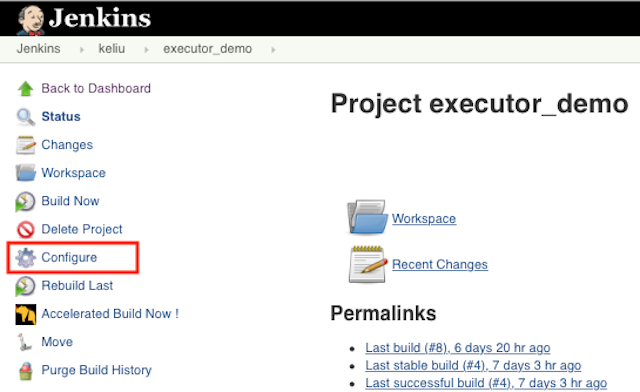 Jenkins
Jenkins keliu executor_demo
Back to Dashboard
Status
Changes
Workspace
Build Now
Delete Project
Configure
Rebuild Last
Accelerated Build Now !
Move
Purge Build History
Project executor_demo
Workspace
Recent Changes
Permalinks
Last build (#8), 6 days 20 hr ago
Last stable build (#4), 7 days 3 hr ago
Last successful build (#4), 7 days 3 hr ago